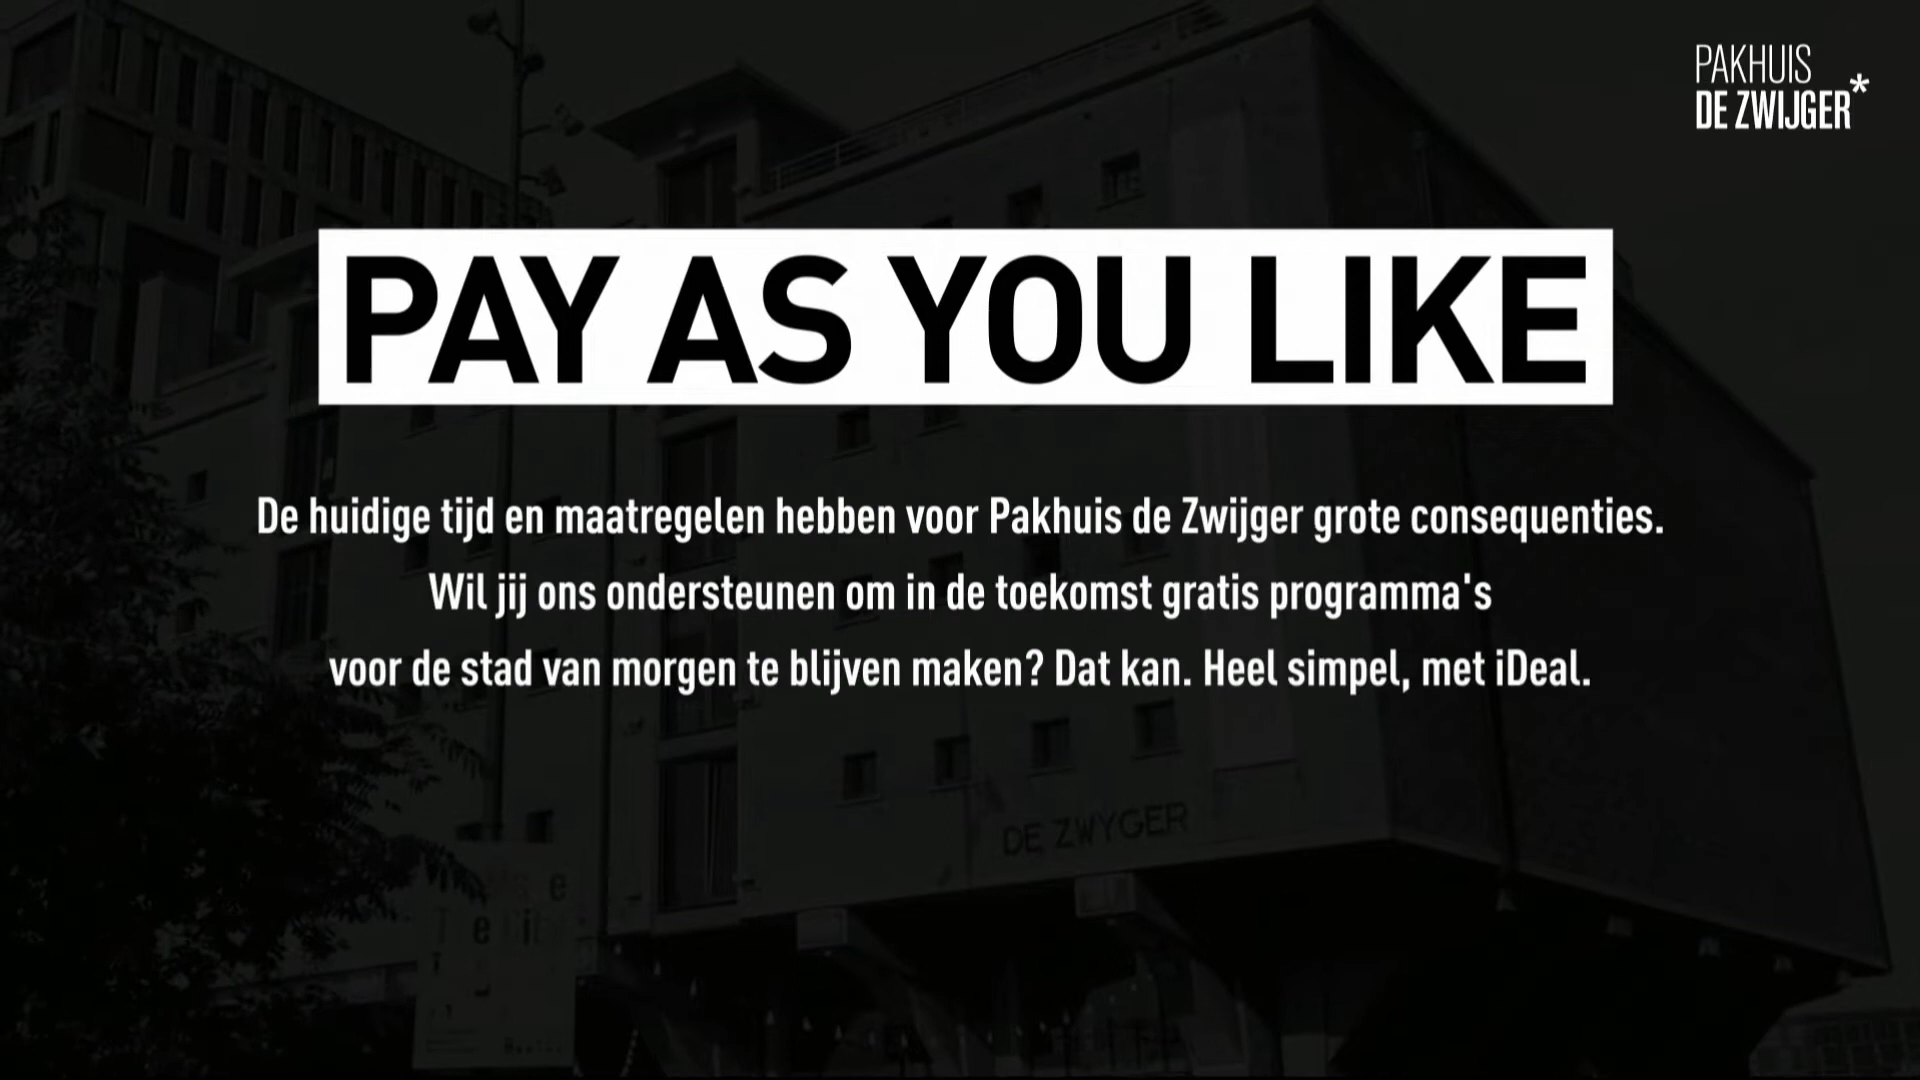 PAKHUIS
DE ZWIJGER*
PAY AS YOU LIKE
De huidige tijd en maatregelen hebben voor Pakhuis de Zwijger grote consequenties.
Wil jij ons ondersteunen om in de toekomst gratis programma's
voor de stad van morgen te blijven maken? Dat kan. Heel simpel, met iDeal.
DE ZWYGER